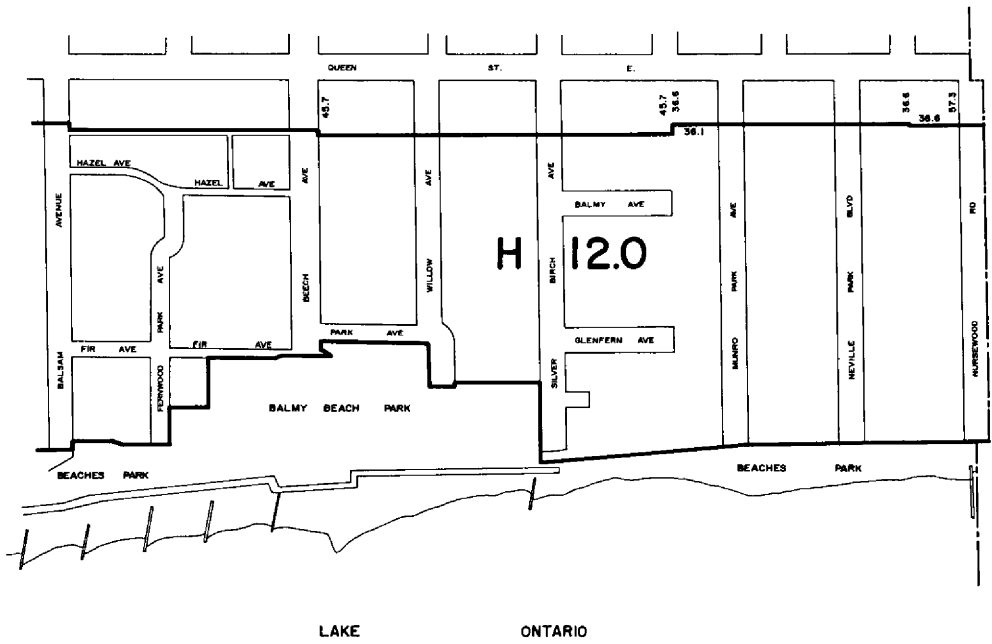 QUEEN ST. E.
45.7
45.7
36.6
36.6
57.3
36.1
36.6
HAZEL AVE
HAZEL AVE
BALSAM AVENUE
FERNWOOD PARK AVE
BEECH AVE
WILLOW AVE
SILVER BIRCH AVE
BALMY AVE
MUNRO PARK AVE
NEVILLE PARK BLVD
NURSEWOOD RD
H 12.0
FIR AVE
FIR AVE
PARK AVE
GLENFERN AVE
BALMY BEACH PARK
BEACHES PARK
BEACHES PARK
LAKE ONTARIO